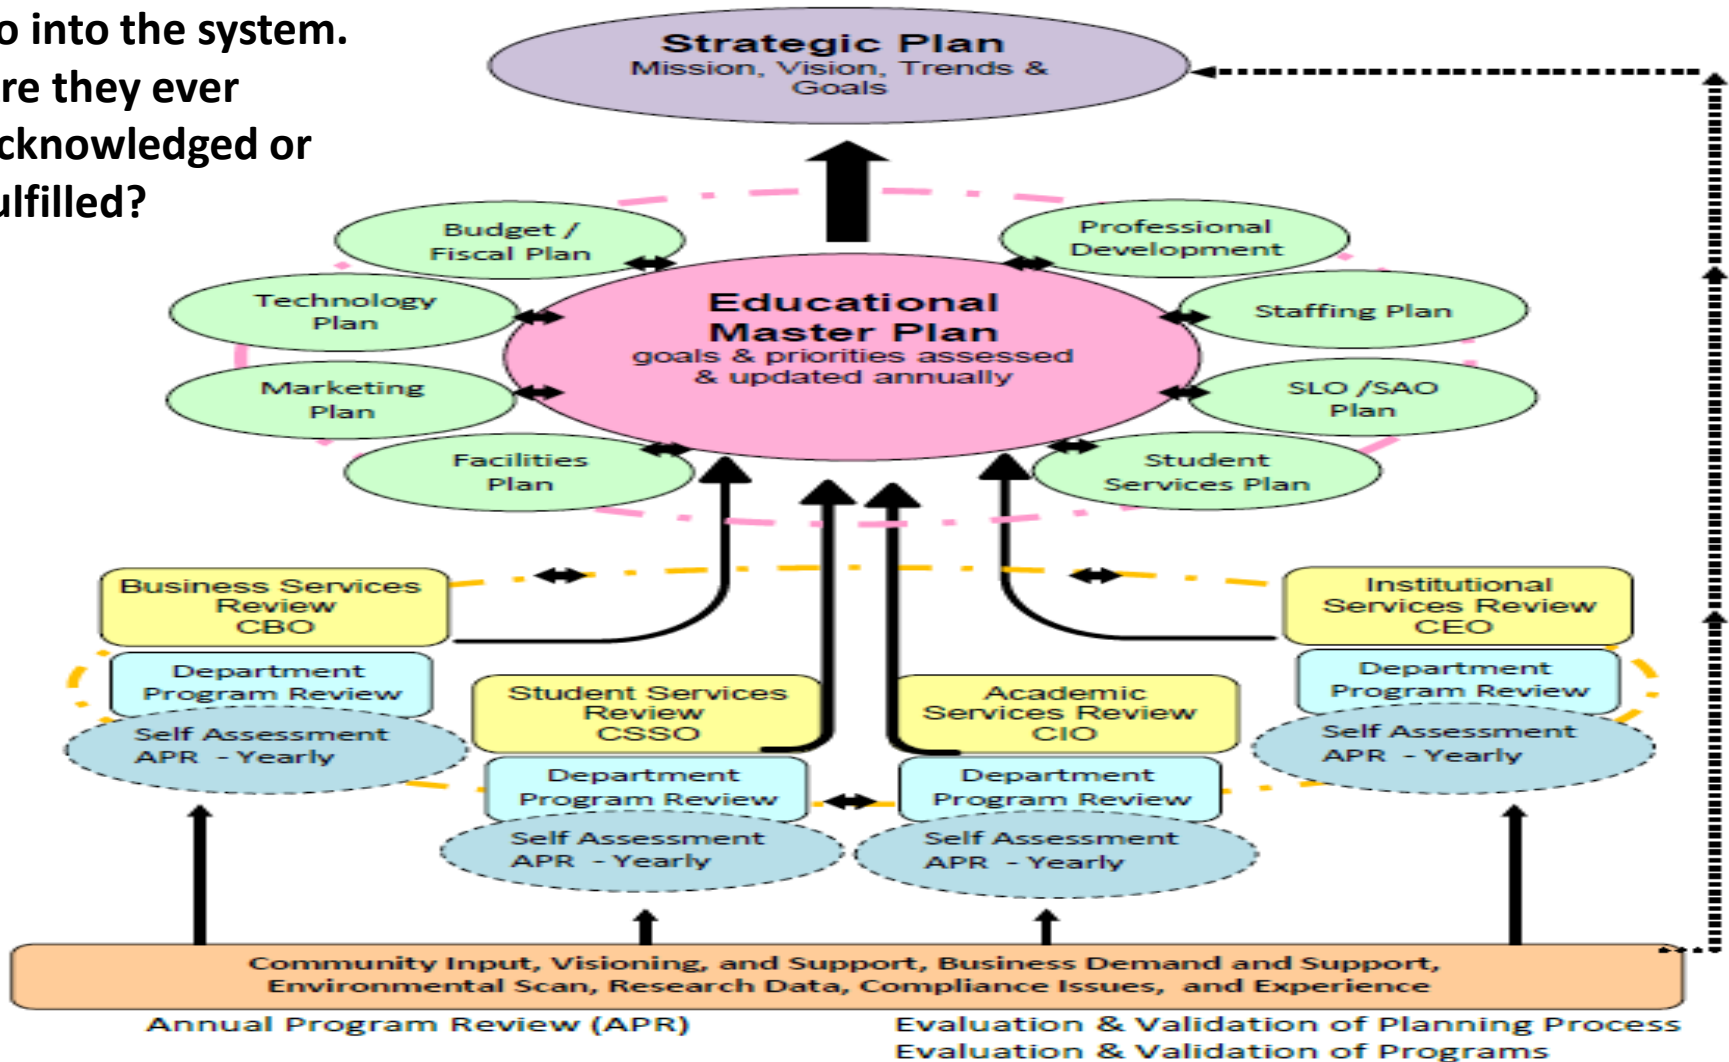 o into the system.
re they ever
cknowledged or
ulfilled?
Strategic Plan
Mission, Vision, Trends &
Goals
Budget /
Fiscal Plan
Professional
Development
Technology
Plan
Educational
Master Plan
goals & priorities assessed
& updated annually
Staffing Plan
Marketing
Plan
SLO /SAO
Plan
Facilities
Plan
Student
Services Plan
Business Services
Review
CBO
Institutional
Services Review
CEO
Department
Program Review
Department
Program Review
Student Services
Review
CSSO
Academic
Services Review
CIO
Self Assessment
APR - Yearly
Self Assessment
APR - Yearly
Department
Program Review
Department
Program Review
Self Assessment
APR - Yearly
Self Assessment
APR - Yearly
Community Input, Visioning, and Support, Business Demand and Support,
Environmental Scan, Research Data, Compliance Issues, and Experience
Annual Program Review (APR)
Evaluation & Validation of Planning Process
Evaluation & Validation of Programs